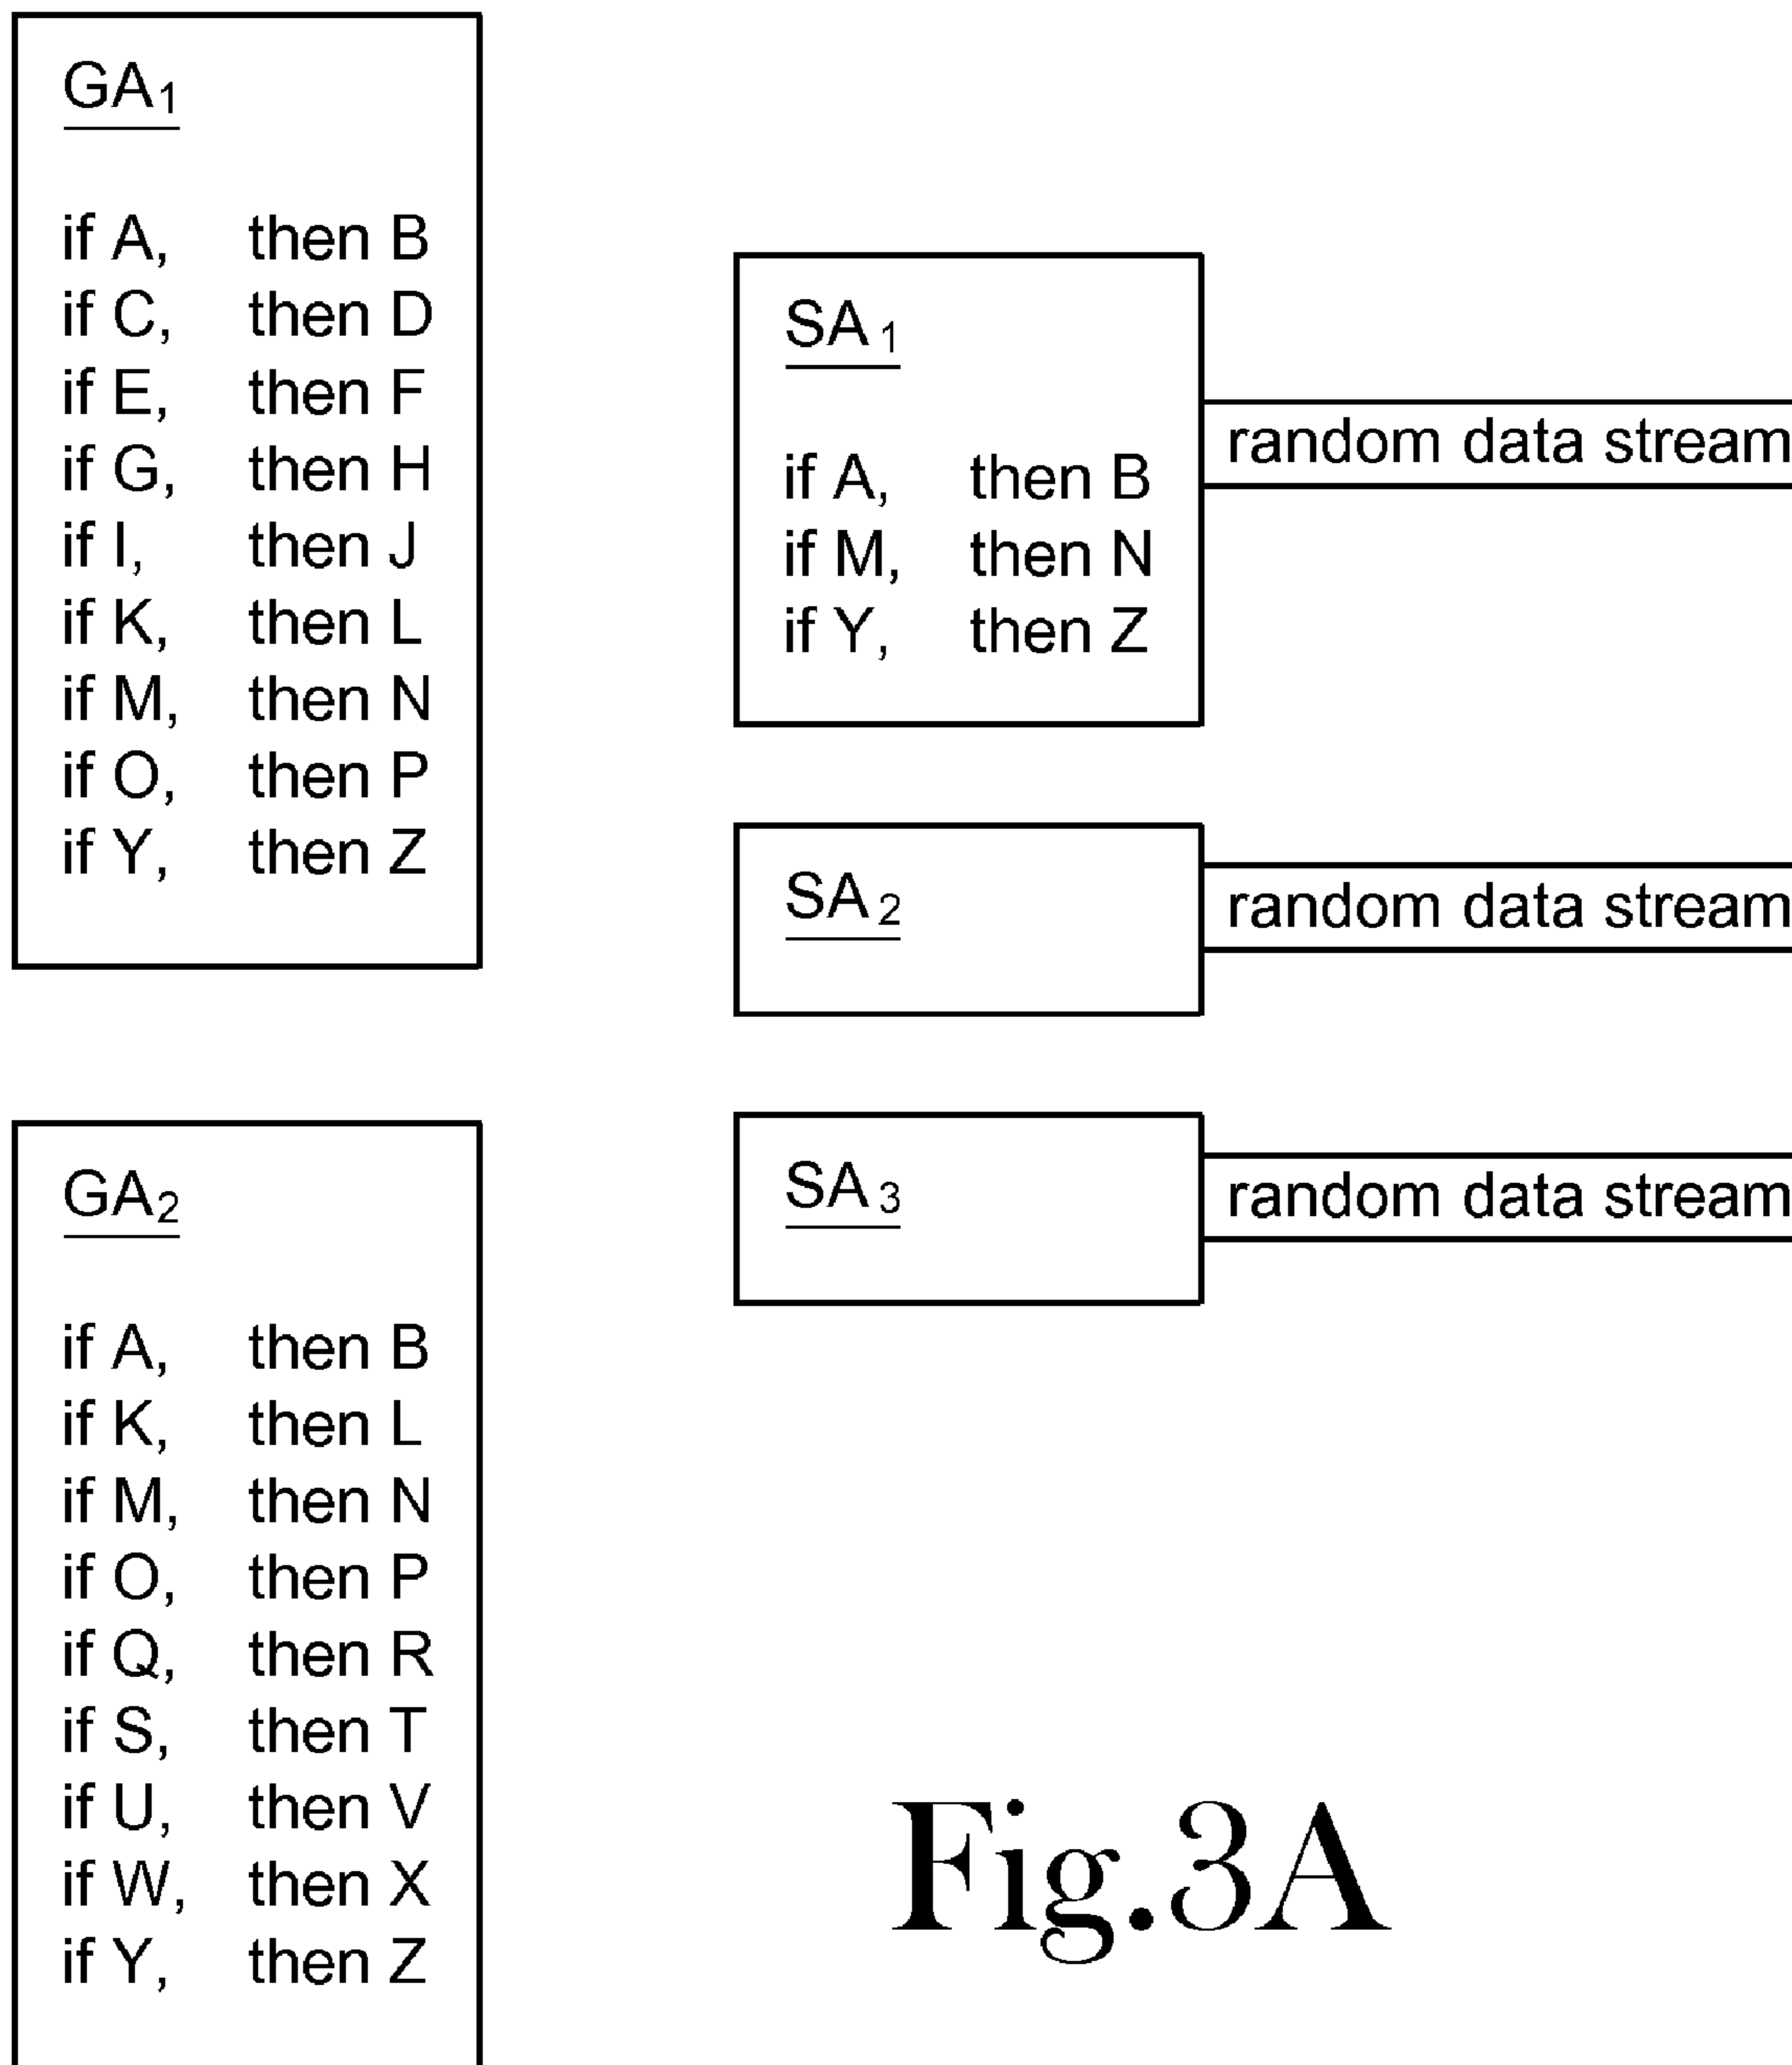 GA₁
if A, then B
if C, then D
if E, then F
if G, then H
if I, then J
if K, then L
if M, then N
if O, then P
if Y, then Z
GA₂
if A, then B
if K, then L
if M, then N
if O, then P
if Q, then R
if S, then T
if U, then V
if W, then X
if Y, then Z
SA₁
if A, then B
if M, then N
if Y, then Z
random data stream
SA₂
random data stream
SA₃
random data stream
Fig.3A